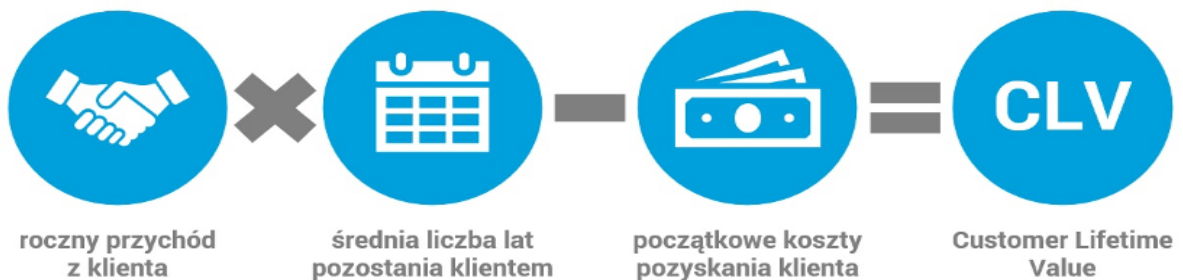 CLV
roczny przychód
z klienta
średnia liczba lat
pozostania klientem
początkowe koszty
pozyskania klienta
Customer Lifetime
Value